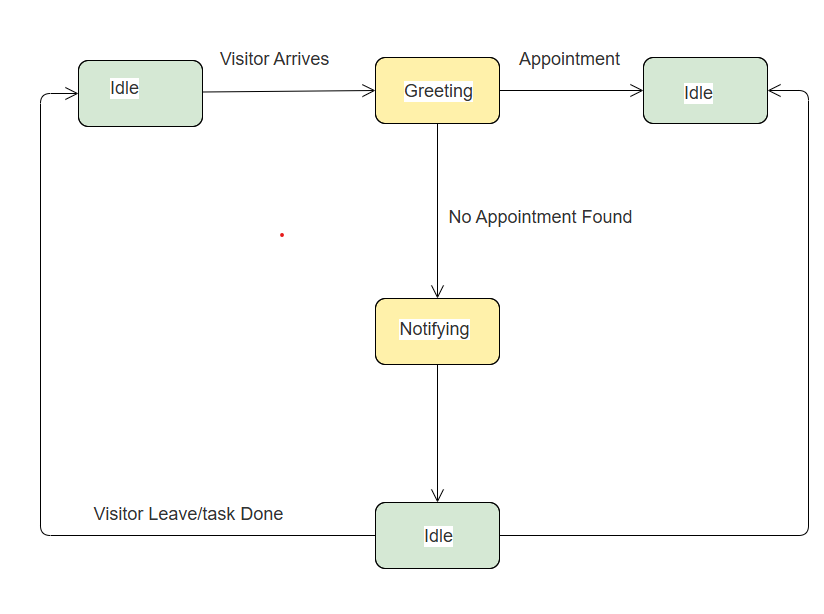 Visitor Arrives
Appointment
Idle
Greeting
Idle
No Appointment Found
Notifying
Visitor Leave/task Done
Idle